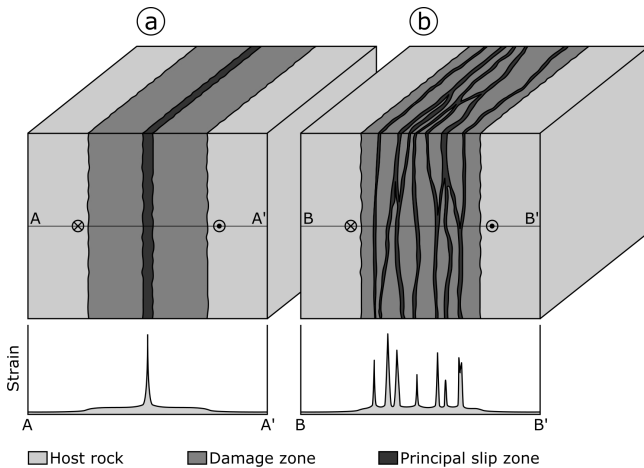 a
b
A
A'
B
B'
Strain
A
A'
B
B'
Host rock
Damage zone
Principal slip zone